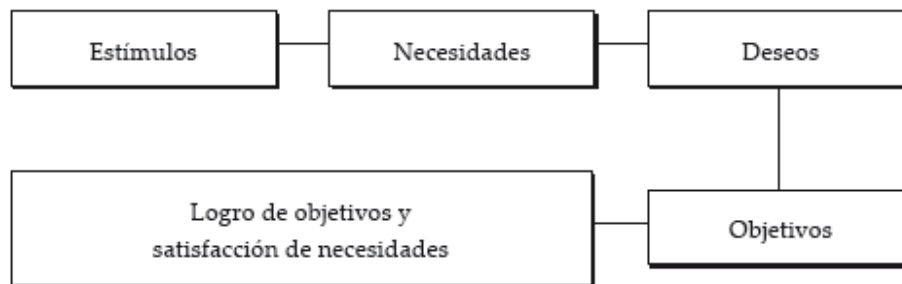 Estímulos
Necesidades
Deseos
Objetivos
Logro de objetivos y
satisfacción de necesidades